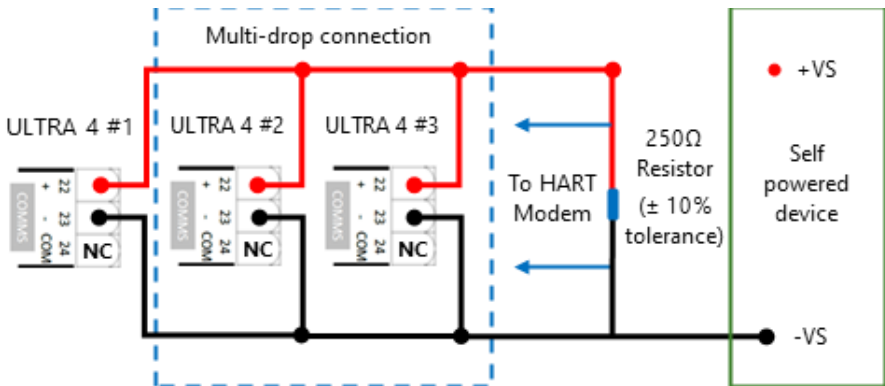 Multi-drop connection
+VS
ULTRA 4 #1
ULTRA 4 #2
ULTRA 4 #3
250Ω
Resistor
(± 10%
tolerance)
To HART
Modem
Self
powered
device
COMMS
+
22
-
23
COM
24
NC
COMMS
+
22
-
23
COM
24
NC
COMMS
+
22
-
23
COM
24
NC
-VS